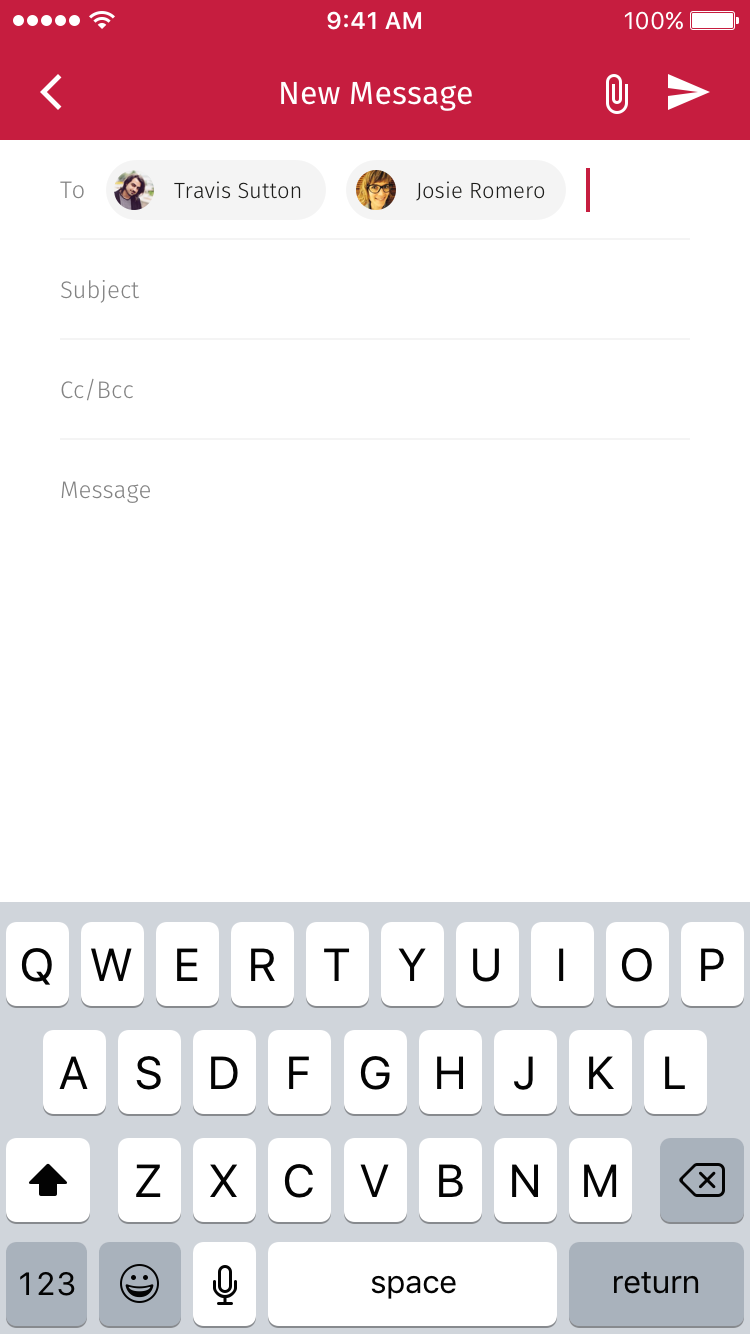 9:41 AM 100%
New Message
To Travis Sutton Josie Romero
Subject
Cc/Bcc
Message
Q W E R T Y U I O P
A S D F G H J K L
Z X C V B N M
123 space return